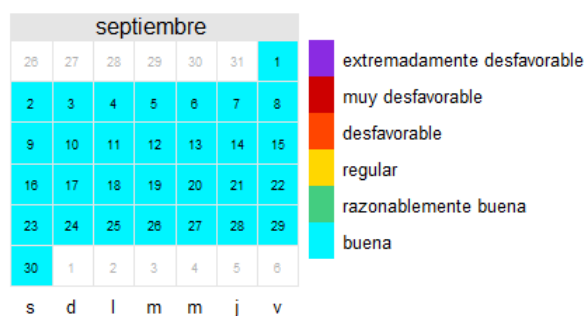 septiembre
26 27 28 29 30 31 1
2 3 4 5 6 7 8
9 10 11 12 13 14 15
16 17 18 19 20 21 22
23 24 25 26 27 28 29
30 1 2 3 4 5 6
s d l m m j v
extremadamente desfavorable
muy desfavorable
desfavorable
regular
razonablemente buena
buena